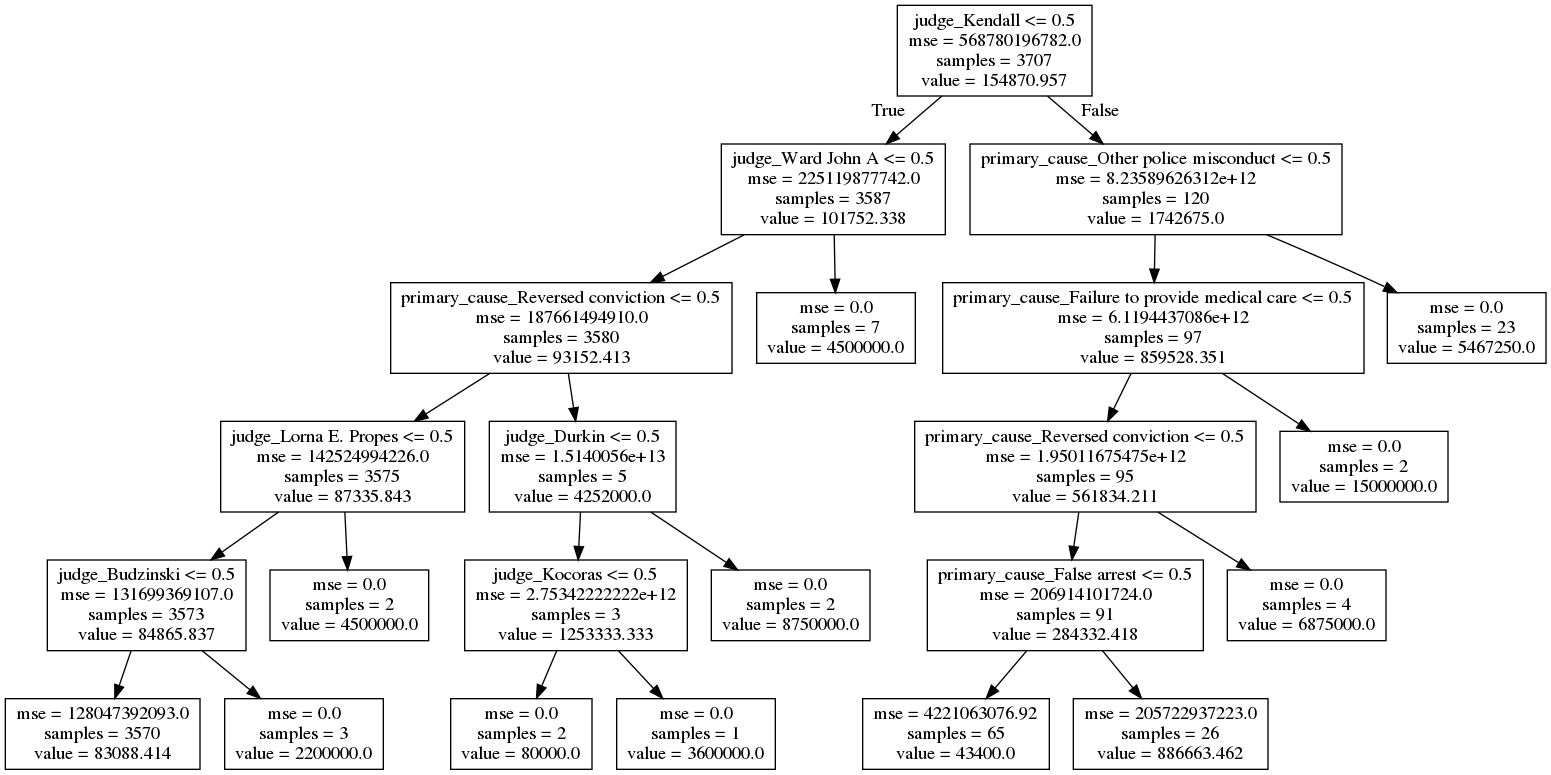 judge_Kendall <= 0.5
mse = 568780196782.0
samples = 3707
value = 154870.957
True
False
judge_Ward John A <= 0.5
mse = 225119877742.0
samples = 3587
value = 101752.338
primary_cause_Other police misconduct <= 0.5
mse = 8.23589626312e+12
samples = 120
value = 1742675.0
primary_cause_Reversed conviction <= 0.5
mse = 187661494910.0
samples = 3580
value = 93152.413
mse = 0.0
samples = 7
value = 4500000.0
primary_cause_Failure to provide medical care <= 0.5
mse = 6.1194437086e+12
samples = 97
value = 859528.351
mse = 0.0
samples = 23
value = 5467250.0
judge_Lorna E. Propes <= 0.5
mse = 142524994226.0
samples = 3575
value = 87335.843
judge_Durkin <= 0.5
mse = 1.5140056e+13
samples = 5
value = 4252000.0
primary_cause_Reversed conviction <= 0.5
mse = 1.95011675475e+12
samples = 95
value = 561834.211
mse = 0.0
samples = 2
value = 15000000.0
judge_Budzinski <= 0.5
mse = 131699369107.0
samples = 3573
value = 84865.837
mse = 0.0
samples = 2
value = 4500000.0
judge_Kocoras <= 0.5
mse = 2.75342222222e+12
samples = 3
value = 1253333.333
mse = 0.0
samples = 2
value = 8750000.0
primary_cause_False arrest <= 0.5
mse = 206914101724.0
samples = 91
value = 284332.418
mse = 0.0
samples = 4
value = 6875000.0
mse = 128047392093.0
samples = 3570
value = 83088.414
mse = 0.0
samples = 3
value = 2200000.0
mse = 0.0
samples = 2
value = 80000.0
mse = 0.0
samples = 1
value = 3600000.0
mse = 4221063076.92
samples = 65
value = 43400.0
mse = 205722937223.0
samples = 26
value = 886663.462